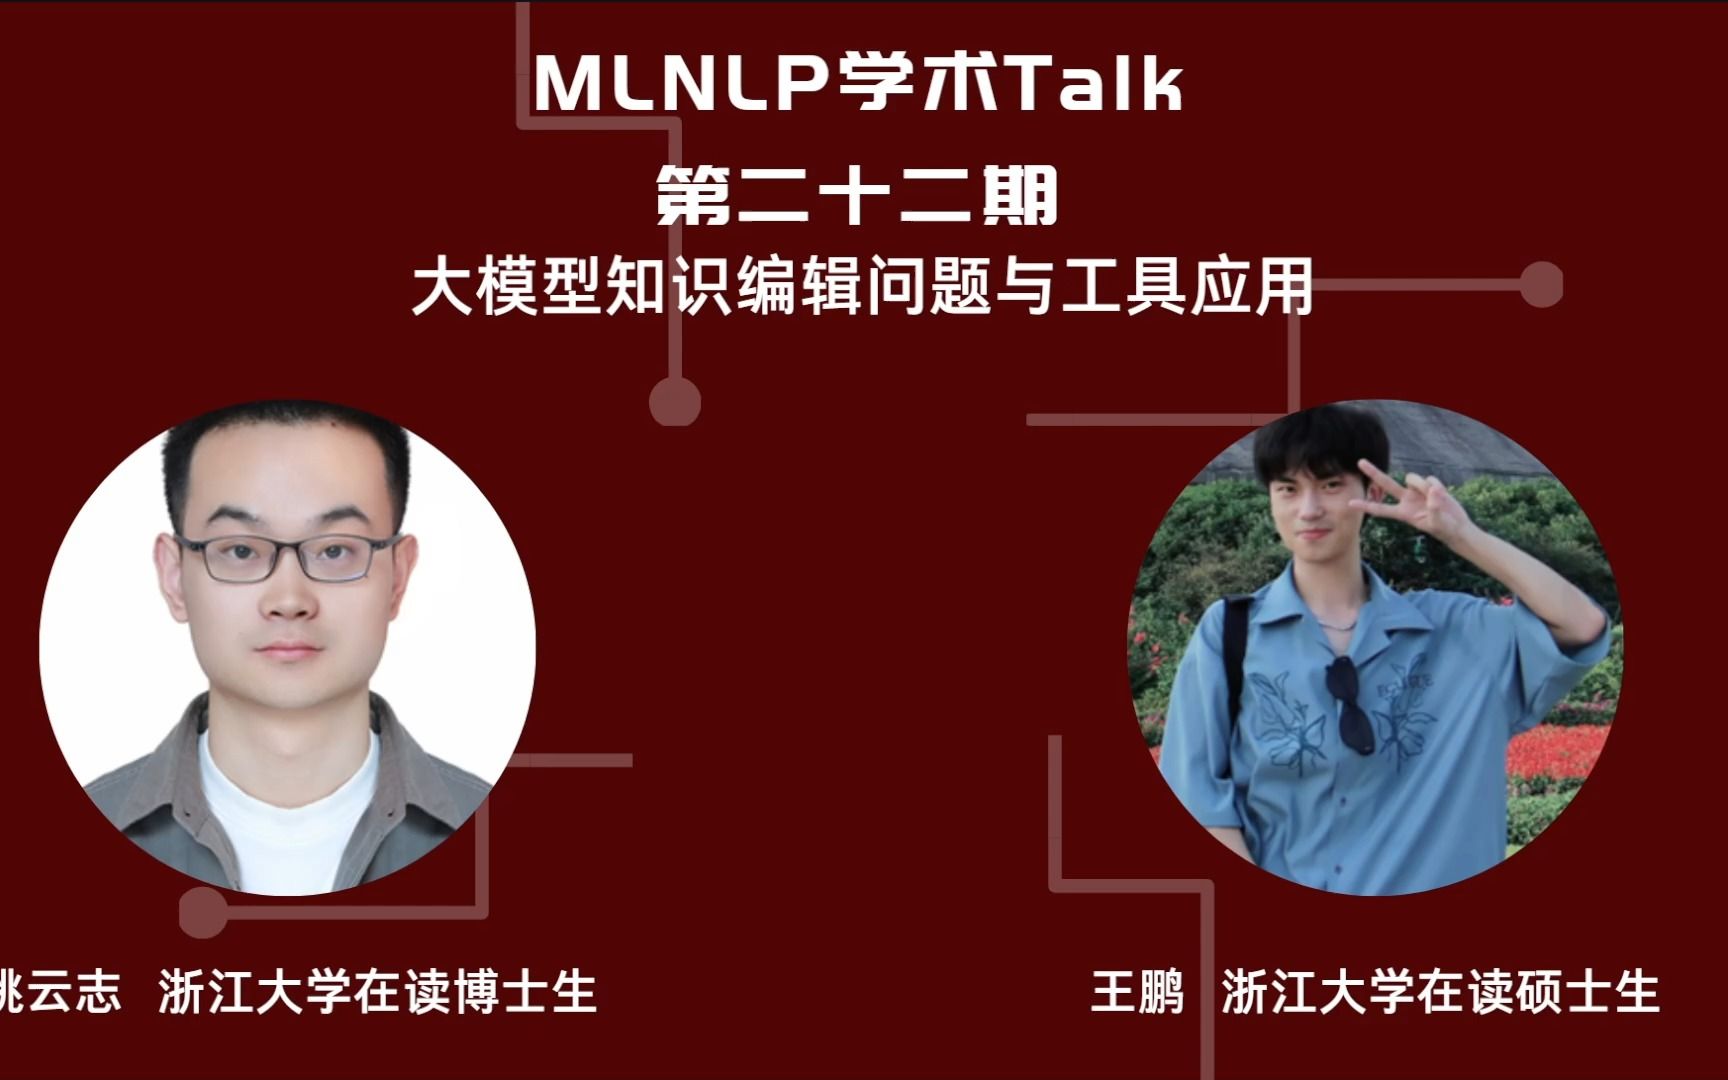 MLNLP学术Talk
第二十二期
大模型知识编辑问题与工具应用
姚云志 浙江大学在读博士生
王鹏 浙江大学在读硕士生